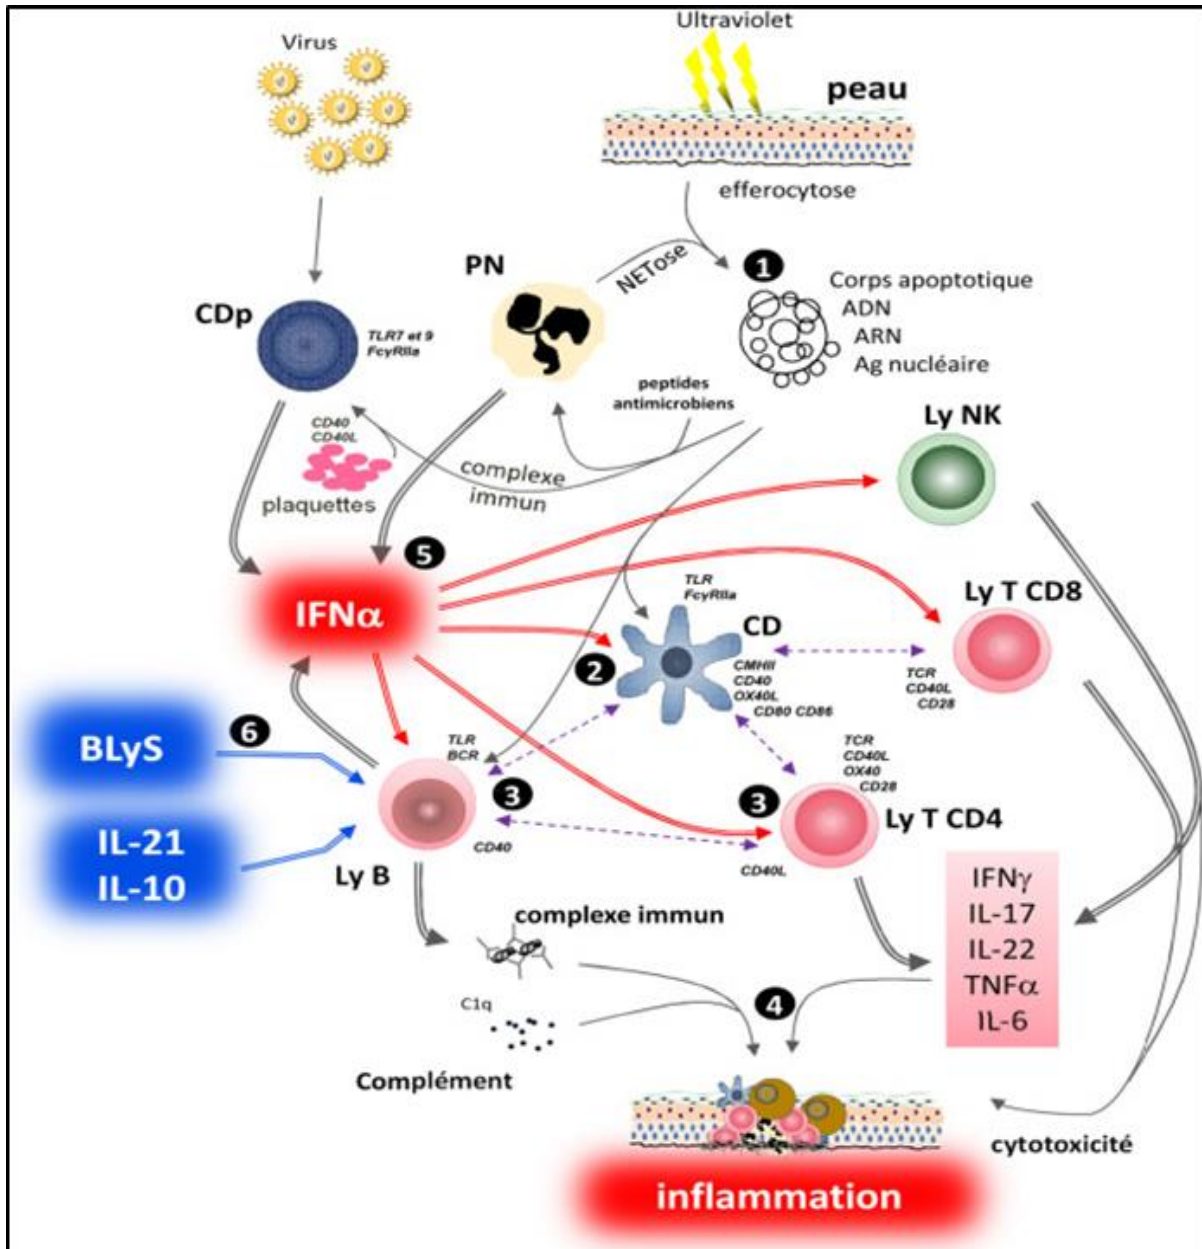 Virus
Ultraviolet
peau
efferocytose
PN
NETose
1
Corps apoptotique
ADN
ARN
Ag nucléaire
CDp
TLR7 et 9
FcγRIIa
peptides
antimicrobiens
CD40
CD40L
plaquettes
complexe
immun
Ly NK
5
IFNα
TLR
FcγRIIa
CD
2
CMHII
CD40
OX40L
CD80 CD86
Ly T CD8
TCR
CD40L
CD28
BLyS
6
IL-21
IL-10
TLR
BCR
3
CD40
Ly B
TCR
CD40L
OX40
CD28
3
Ly T CD4
CD40L
IFNγ
IL-17
IL-22
TNFα
IL-6
complexe immun
C1q
Complément
4
cytotoxicité
inflammation